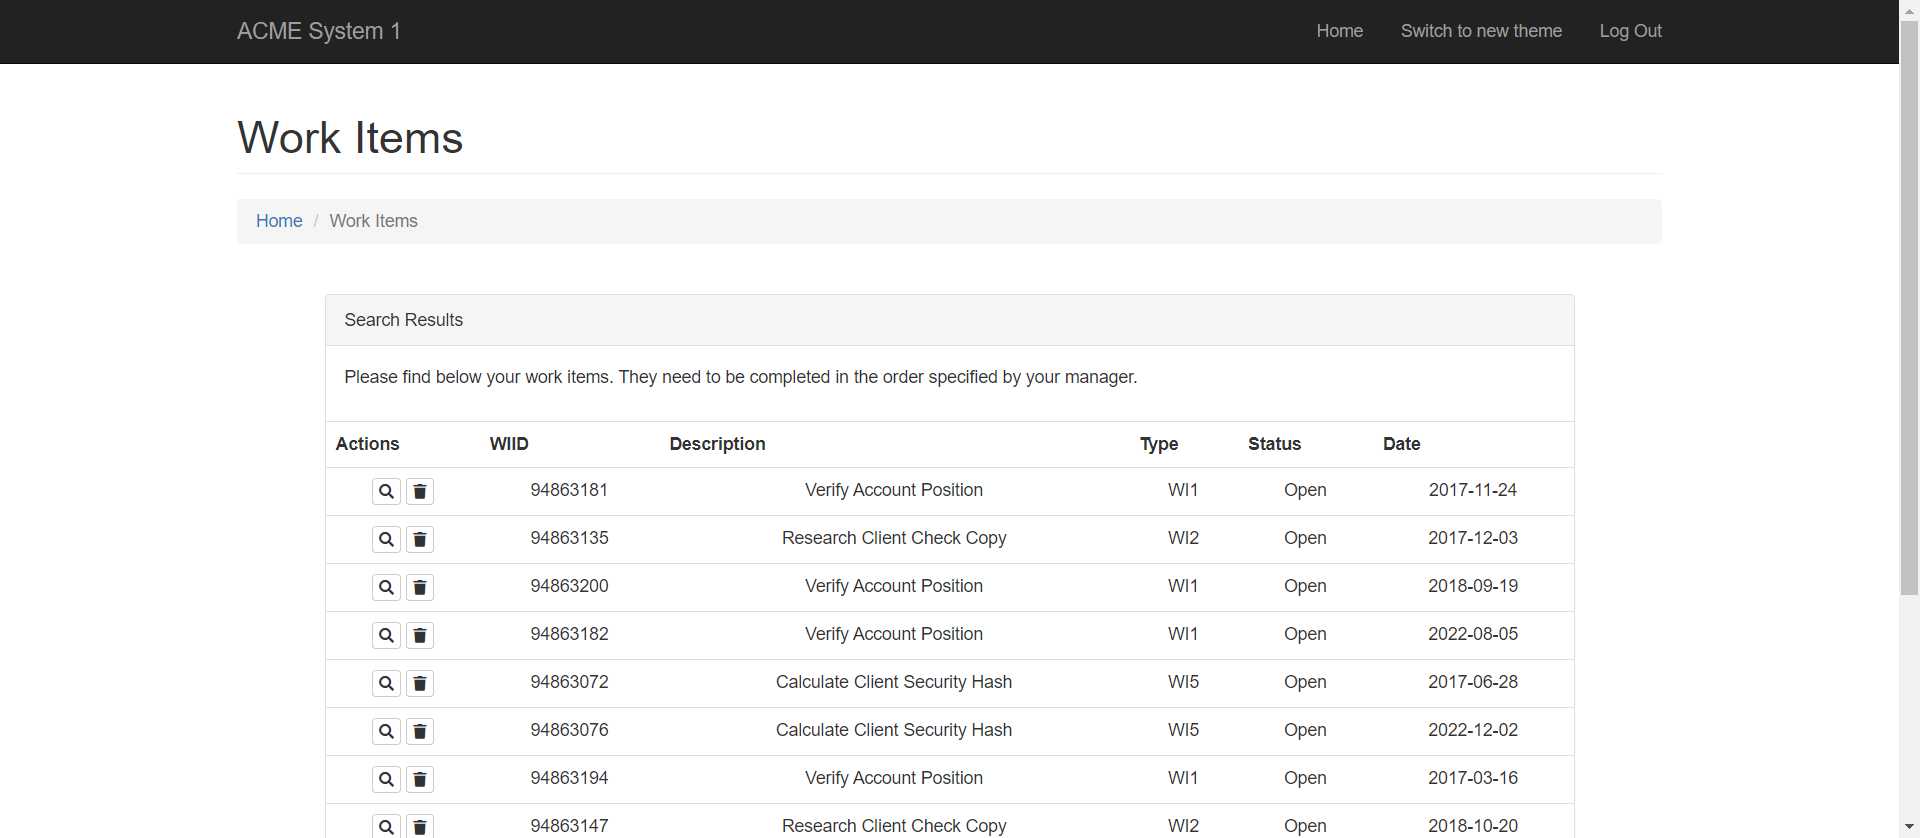 ACME System 1 Home Switch to new theme Log Out
Work Items
Home / Work Items
Search Results
Please find below your work items. They need to be completed in the order specified by your manager.
Actions WIID Description Type Status Date
94863181 Verify Account Position WI1 Open 2017-11-24
94863135 Research Client Check Copy WI2 Open 2017-12-03
94863200 Verify Account Position WI1 Open 2018-09-19
94863182 Verify Account Position WI1 Open 2022-08-05
94863072 Calculate Client Security Hash WI5 Open 2017-06-28
94863076 Calculate Client Security Hash WI5 Open 2022-12-02
94863194 Verify Account Position WI1 Open 2017-03-16
94863147 Research Client Check Copy WI2 Open 2018-10-20